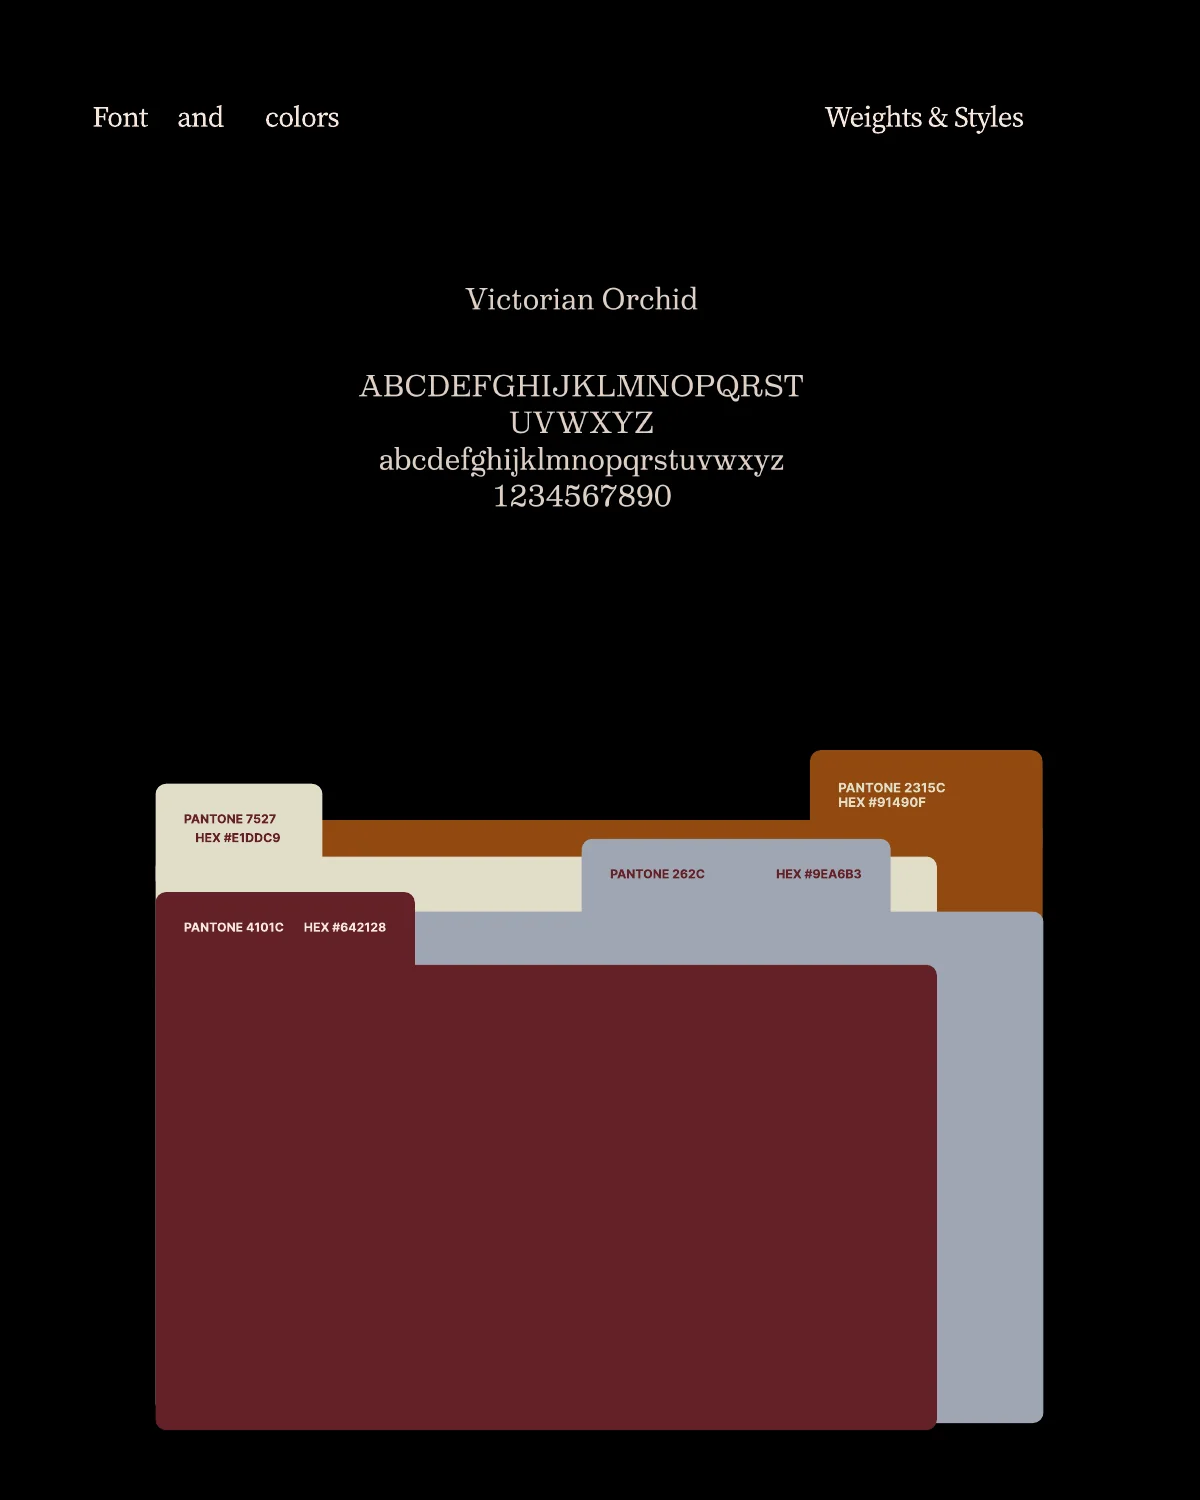 Font and colors
Weights & Styles
Victorian Orchid
ABCDEFGHIJKLMNOPQRST
UVWXYZ
abcdefghijklmnopqrstuvwxyz
1234567890
PANTONE 2315C
HEX #91490F
PANTONE 7527
HEX #E1DDC9
PANTONE 262C HEX #9EA6B3
PANTONE 4101C HEX #642128